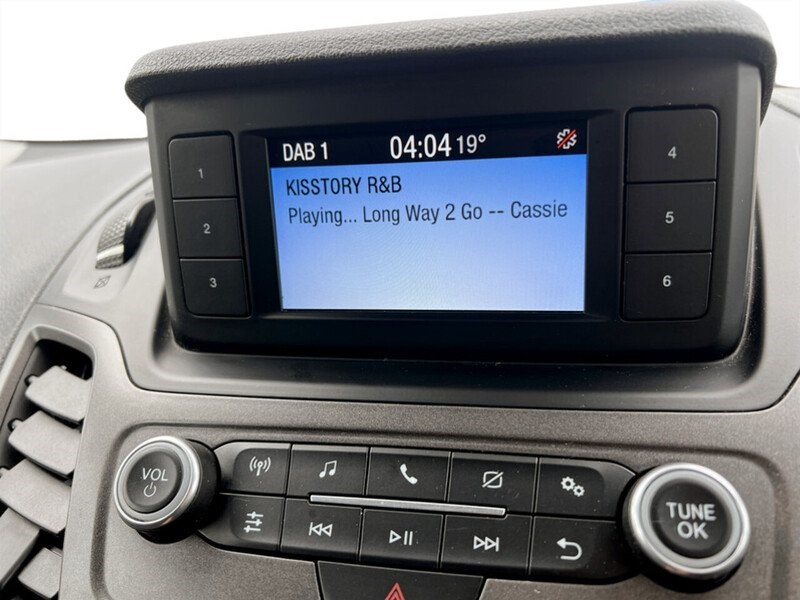 DAB 1 04:04 19°
KISSTORY R&B
Playing... Long Way 2 Go -- Cassie
1
2
3
4
5
6
VOL
TUNE
OK